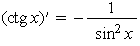 (ctg x)′ = − 1 / sin² x